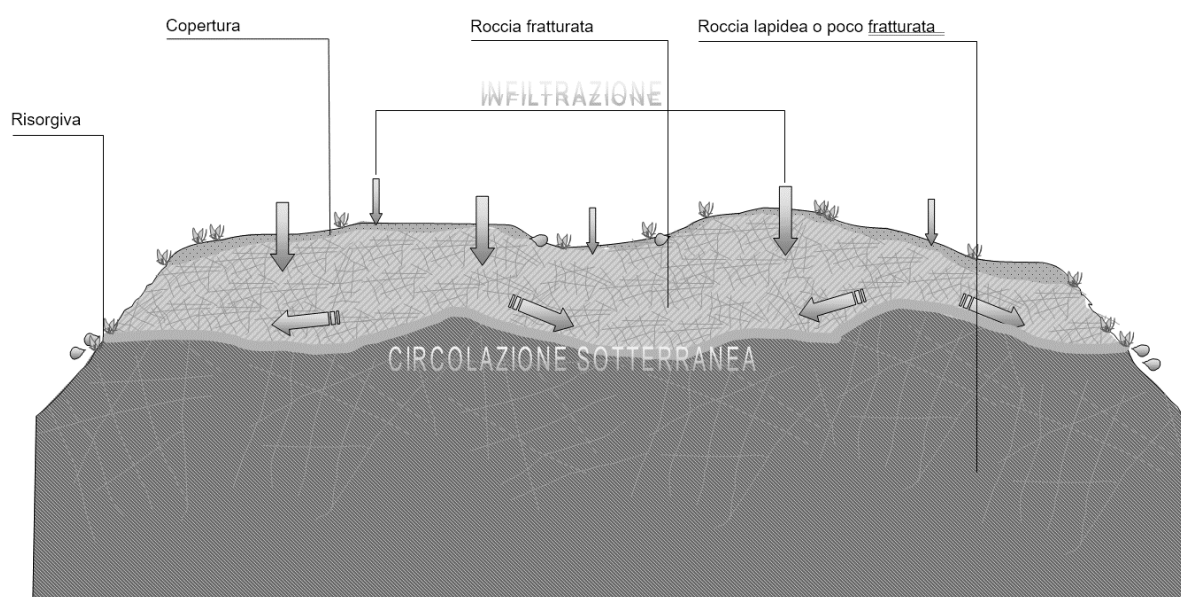 Copertura
Roccia fratturata
Roccia lapidea o poco fratturata
INFILTRAZIONE
Risorgiva
CIRCOLAZIONE SOTTERRANEA